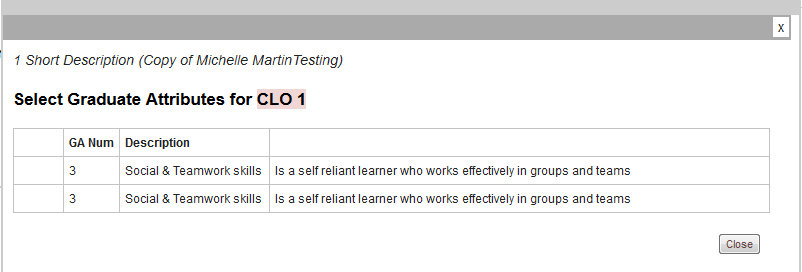 X
1 Short Description (Copy of Michelle MartinTesting)
Select Graduate Attributes for CLO 1
GA Num Description
3 Social & Teamwork skills Is a self reliant learner who works effectively in groups and teams
3 Social & Teamwork skills Is a self reliant learner who works effectively in groups and teams
Close